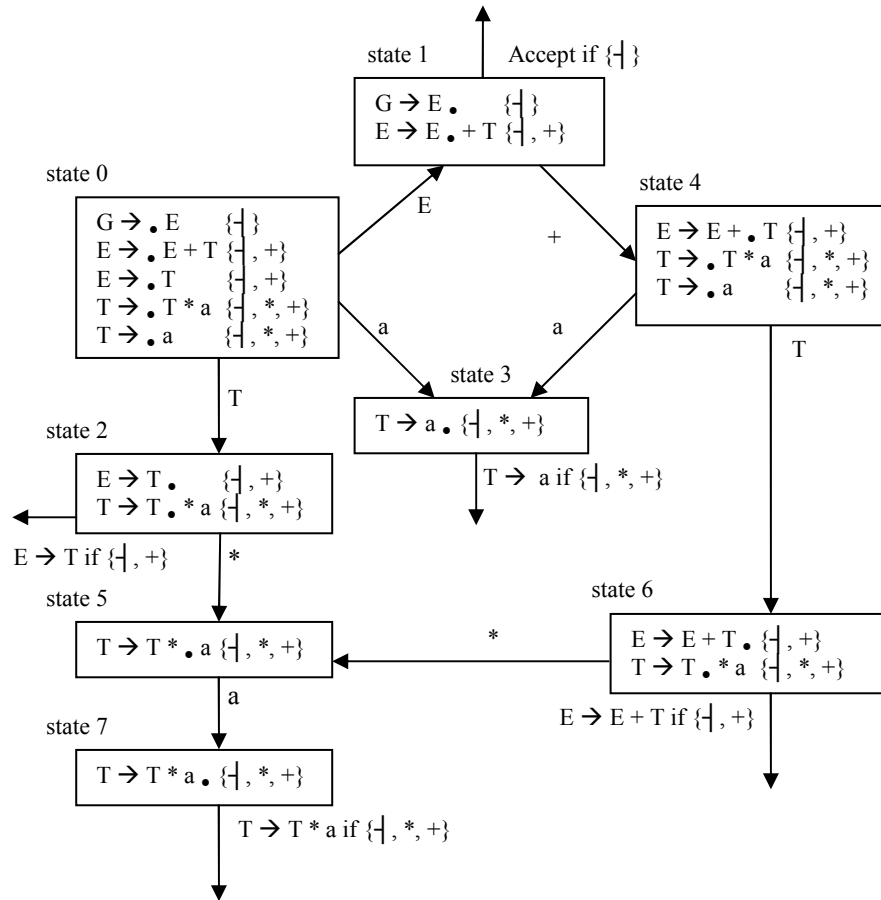 state 1
Accept if {┤}
G → E . {┤}
E → E . + T {┤, +}
state 0
E
state 4
G → . E {┤}
E → . E + T {┤, +}
E → . T {┤, +}
T → . T * a {┤, *, +}
T → . a {┤, *, +}
+
E → E + . T {┤, +}
T → . T * a {┤, *, +}
T → . a {┤, *, +}
a
a
T
state 3
T
T → a . {┤, *, +}
state 2
E → T . {┤, +}
T → T . * a {┤, *, +}
T → a if {┤, *, +}
E → T if {┤, +}
*
state 5
state 6
T → T * . a {┤, *, +}
*
E → E + T . {┤, +}
T → T . * a {┤, *, +}
a
E → E + T if {┤, +}
state 7
T → T * a . {┤, *, +}
T → T * a if {┤, *, +}